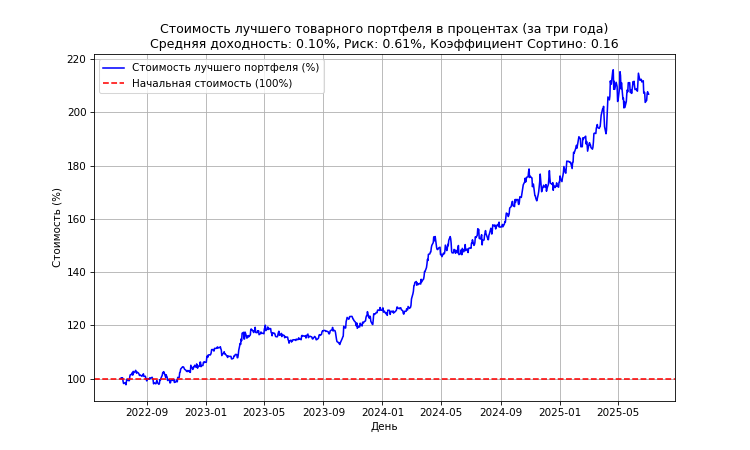 Стоимость лучшего товарного портфеля в процентах (за три года)
Средняя доходность: 0.10%, Риск: 0.61%, Коэффициент Сортино: 0.16
Стоимость лучшего портфеля (%)
Начальная стоимость (100%)
Стоимость (%)
220
200
180
160
140
120
100
2022-09 2023-01 2023-05 2023-09 2024-01 2024-05 2024-09 2025-01 2025-05
День